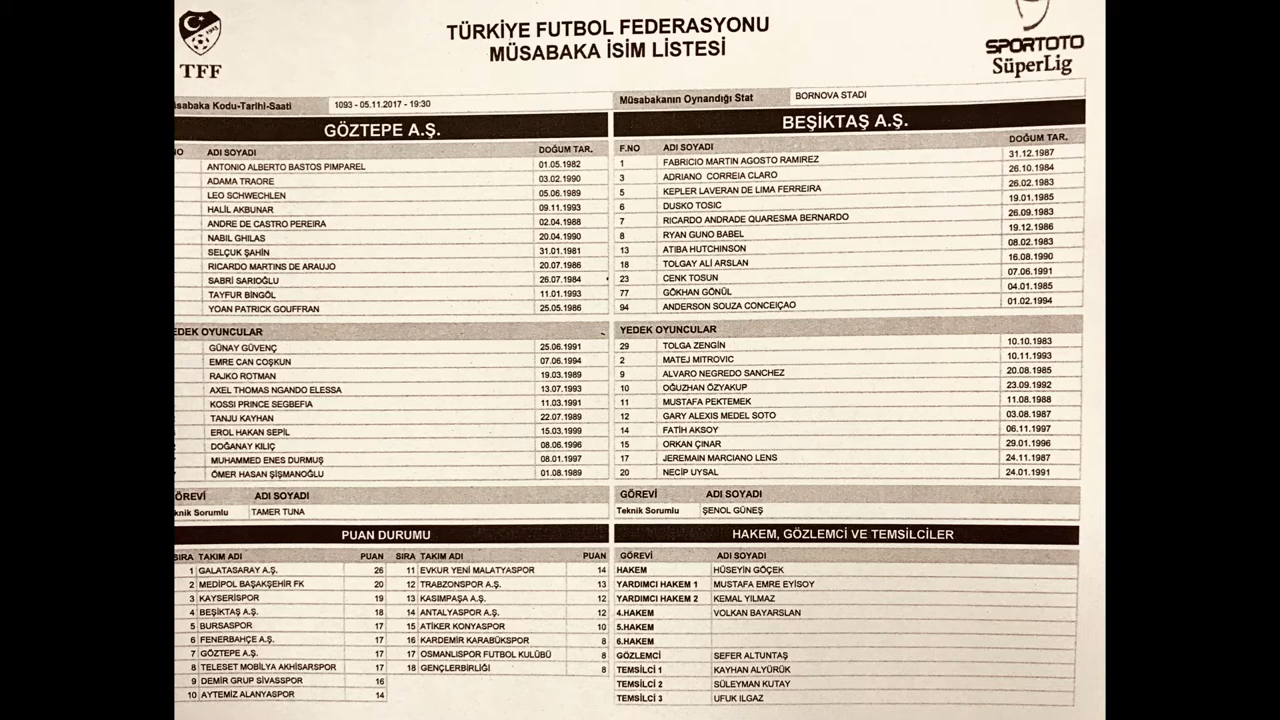 TÜRKİYE FUTBOL FEDERASYONU
MÜSABAKA İSİM LİSTESİ
1923
TFF
SPORTOTO
SüperLig
Kodu-Tarihi-Saati 1093 - 05.11.2017 - 19:30
Müsabakanın Oynandığı Stat BORNOVA STADI
GÖZTEPE A.Ş.
NO ADI SOYADI DOĞUM TAR.
ANTONIO ALBERTO BASTOS PIMPAREL 01.05.1982
ADAMA TRAORE 03.02.1990
LEO SCHWECHLEN 05.06.1989
HALİL AKBUNAR 09.11.1993
ANDRE DE CASTRO PEREIRA 02.04.1988
NABIL GHILAS 20.04.1990
SELÇUK ŞAHİN 31.01.1981
RICARDO MARTINS DE ARAUJO 20.07.1986
SABRİ SARIOĞLU 26.07.1984
TAYFUR BİNGÖL 11.01.1993
YOAN PATRICK GOUFFRAN 25.05.1986
OYUNCULAR
GÜNAY GÜVENÇ 25.06.1991
EMRE CAN COŞKUN 07.06.1994
RAJKO ROTMAN 19.03.1989
AXEL THOMAS NGANDO ELESSA 13.07.1993
KOSSI PRINCE SEGBEFIA 11.03.1991
TANJU KAYHAN 22.07.1989
EROL HAKAN SEPİL 15.03.1999
DOĞANAY KILIÇ 08.06.1996
MUHAMMED ENES DURMUŞ 08.01.1997
ÖMER HASAN ŞİŞMANOĞLU 01.08.1989
GÖREVİ ADI SOYADI
Sorumlu TAMER TUNA
BEŞİKTAŞ A.Ş.
F.NO ADI SOYADI DOĞUM TAR.
1 FABRICIO MARTIN AGOSTO RAMIREZ 31.12.1987
3 ADRIANO CORREIA CLARO 26.10.1984
5 KEPLER LAVERAN DE LIMA FERREIRA 26.02.1983
6 DUSKO TOSIC 19.01.1985
7 RICARDO ANDRADE QUARESMA BERNARDO 26.09.1983
8 RYAN GUNO BABEL 19.12.1986
13 ATIBA HUTCHINSON 08.02.1983
18 TOLGAY ALİ ARSLAN 16.08.1990
23 CENK TOSUN 07.06.1991
77 GÖKHAN GÖNÜL 04.01.1985
94 ANDERSON SOUZA CONCEIÇAO 01.02.1994
YEDEK OYUNCULAR
29 TOLGA ZENGİN 10.10.1983
2 MATEJ MITROVIC 10.11.1993
9 ALVARO NEGREDO SANCHEZ 20.08.1985
10 OĞUZHAN ÖZYAKUP 23.09.1992
11 MUSTAFA PEKTEMEK 11.08.1988
12 GARY ALEXIS MEDEL SOTO 03.08.1987
14 FATİH AKSOY 06.11.1997
15 ORKAN ÇINAR 29.01.1996
17 JEREMAIN MARCIANO LENS 24.11.1987
20 NECİP UYSAL 24.01.1991
GÖREVİ ADI SOYADI
Teknik Sorumlu ŞENOL GÜNEŞ
PUAN DURUMU
SIRA TAKIM ADI PUAN SIRA TAKIM ADI PUAN
1 GALATASARAY A.Ş. 26 11 EVKUR YENİ MALATYASPOR 14
2 MEDIPOL BAŞAKŞEHİR FK 20 12 TRABZONSPOR A.Ş. 13
3 KAYSERİSPOR 19 13 KASIMPAŞA A.Ş. 12
4 BEŞİKTAŞ A.Ş. 18 14 ANTALYASPOR A.Ş. 12
5 BURSASPOR 17 15 ATİKER KONYASPOR 10
6 FENERBAHÇE A.Ş. 17 16 KARDEMİR KARABÜKSPOR 8
7 GÖZTEPE A.Ş. 17 17 OSMANLISPOR FUTBOL KULÜBÜ 8
8 TELESET MOBİLYA AKHİSARSPOR 17 18 GENÇLERBİRLİĞİ 8
9 DEMİR GRUP SİVASSPOR 16
10 AYTEMİZ ALANYASPOR 14
HAKEM, GÖZLEMCİ VE TEMSİLCİLER
GÖREVİ ADI SOYADI
HAKEM HÜSEYİN GÖÇEK
YARDIMCI HAKEM 1 MUSTAFA EMRE EYİSOY
YARDIMCI HAKEM 2 KEMAL YILMAZ
4.HAKEM VOLKAN BAYARSLAN
5.HAKEM
6.HAKEM
GÖZLEMCİ SEFER ALTUNTAŞ
TEMSİLCİ 1 KAYHAN ALYÜRÜK
TEMSİLCİ 2 SÜLEYMAN KUTAY
TEMSİLCİ 3 UFUK ILGAZ